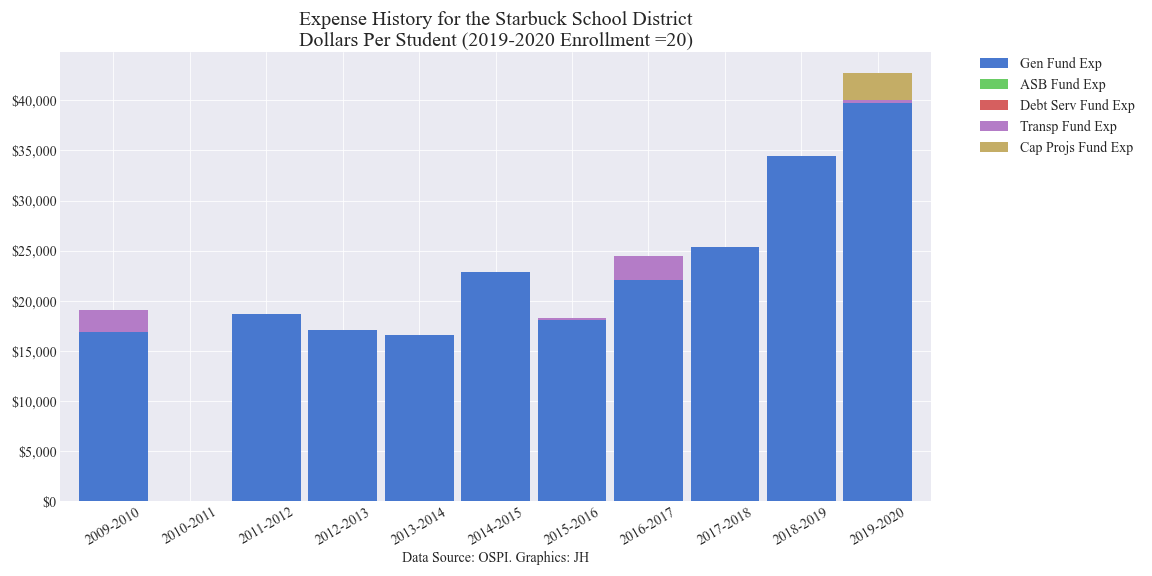 Expense History for the Starbuck School District
Dollars Per Student (2019-2020 Enrollment =20)
Gen Fund Exp
ASB Fund Exp
Debt Serv Fund Exp
Transp Fund Exp
Cap Projs Fund Exp
$40,000
$35,000
$30,000
$25,000
$20,000
$15,000
$10,000
$5,000
$0
2009-2010
2010-2011
2011-2012
2012-2013
2013-2014
2014-2015
2015-2016
2016-2017
2017-2018
2018-2019
2019-2020
Data Source: OSPI. Graphics: JH